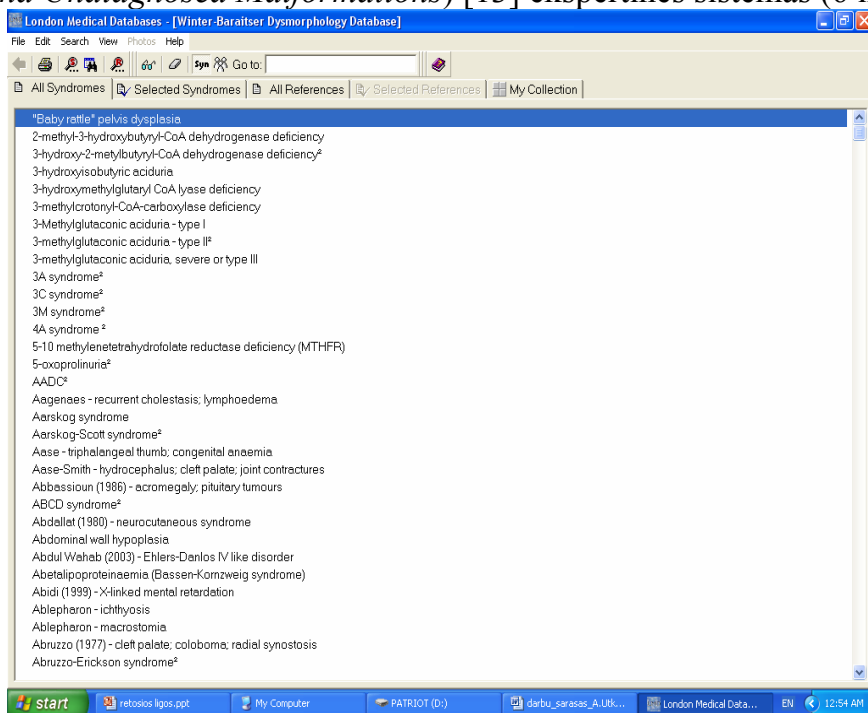 London Medical Databases - [Winter-Baraitser Dysmorphology Database]
File Edit Search View Photos Help
Syn Go to:
All Syndromes Selected Syndromes All References Selected References My Collection
"Baby rattle" pelvis dysplasia
2-methyl-3-hydroxybutyryl-CoA dehydrogenase deficiency
3-hydroxy-2-metylbutyryl-CoA dehydrogenase deficiency²
3-hydroxyisobutyric aciduria
3-hydroxymethylglutaryl CoA lyase deficiency
3-methylcrotonyl-CoA-carboxylase deficiency
3-Methylglutaconic aciduria - type I
3-methylglutaconic aciduria - type II²
3-methylglutaconic aciduria, severe or type III
3A syndrome²
3C syndrome²
3M syndrome²
4A syndrome ²
5-10 methylenetetrahydrofolate reductase deficiency (MTHFR)
5-oxoprolinuria²
AADC²
Aagenaes - recurrent cholestasis; lymphoedema
Aarskog syndrome
Aarskog-Scott syndrome²
Aase - triphalangeal thumb; congenital anaemia
Aase-Smith - hydrocephalus; cleft palate; joint contractures
Abbassioun (1986) - acromegaly; pituitary tumours
ABCD syndrome²
Abdallat (1980) - neurocutaneous syndrome
Abdominal wall hypoplasia
Abdul Wahab (2003) - Ehlers-Danlos IV like disorder
Abetalipoproteinaemia (Bassen-Kornzweig syndrome)
Abidi (1999) - X-linked mental retardation
Ablepharon - ichthyosis
Ablepharon - macrostomia
Abruzzo (1977) - cleft palate; coloboma; radial synostosis
Abruzzo-Erickson syndrome²
start retosios ligos.ppt My Computer PATRIOT (D:) darbu_sarasas_A.Utk... London Medical Data... EN 12:54 AM